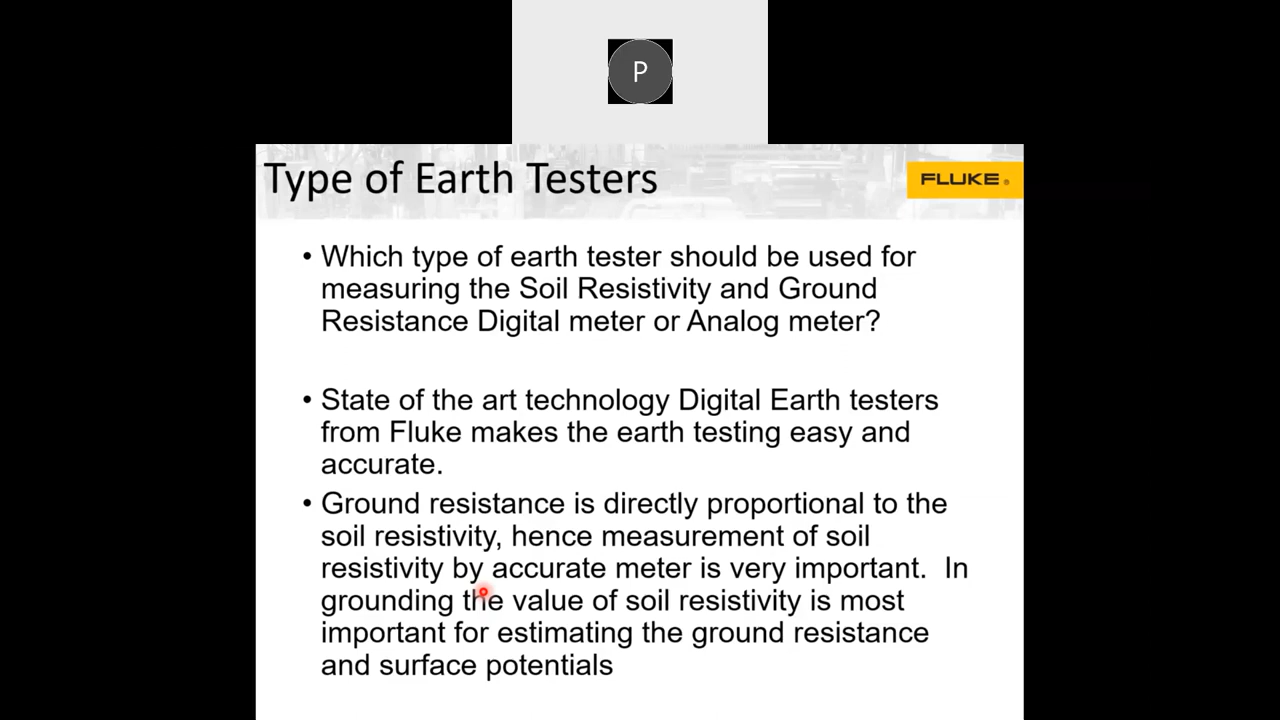 P
Type of Earth Testers
FLUKE®
• Which type of earth tester should be used for
measuring the Soil Resistivity and Ground
Resistance Digital meter or Analog meter?
• State of the art technology Digital Earth testers
from Fluke makes the earth testing easy and
accurate.
• Ground resistance is directly proportional to the
soil resistivity, hence measurement of soil
resistivity by accurate meter is very important.  In
grounding the value of soil resistivity is most
important for estimating the ground resistance
and surface potentials